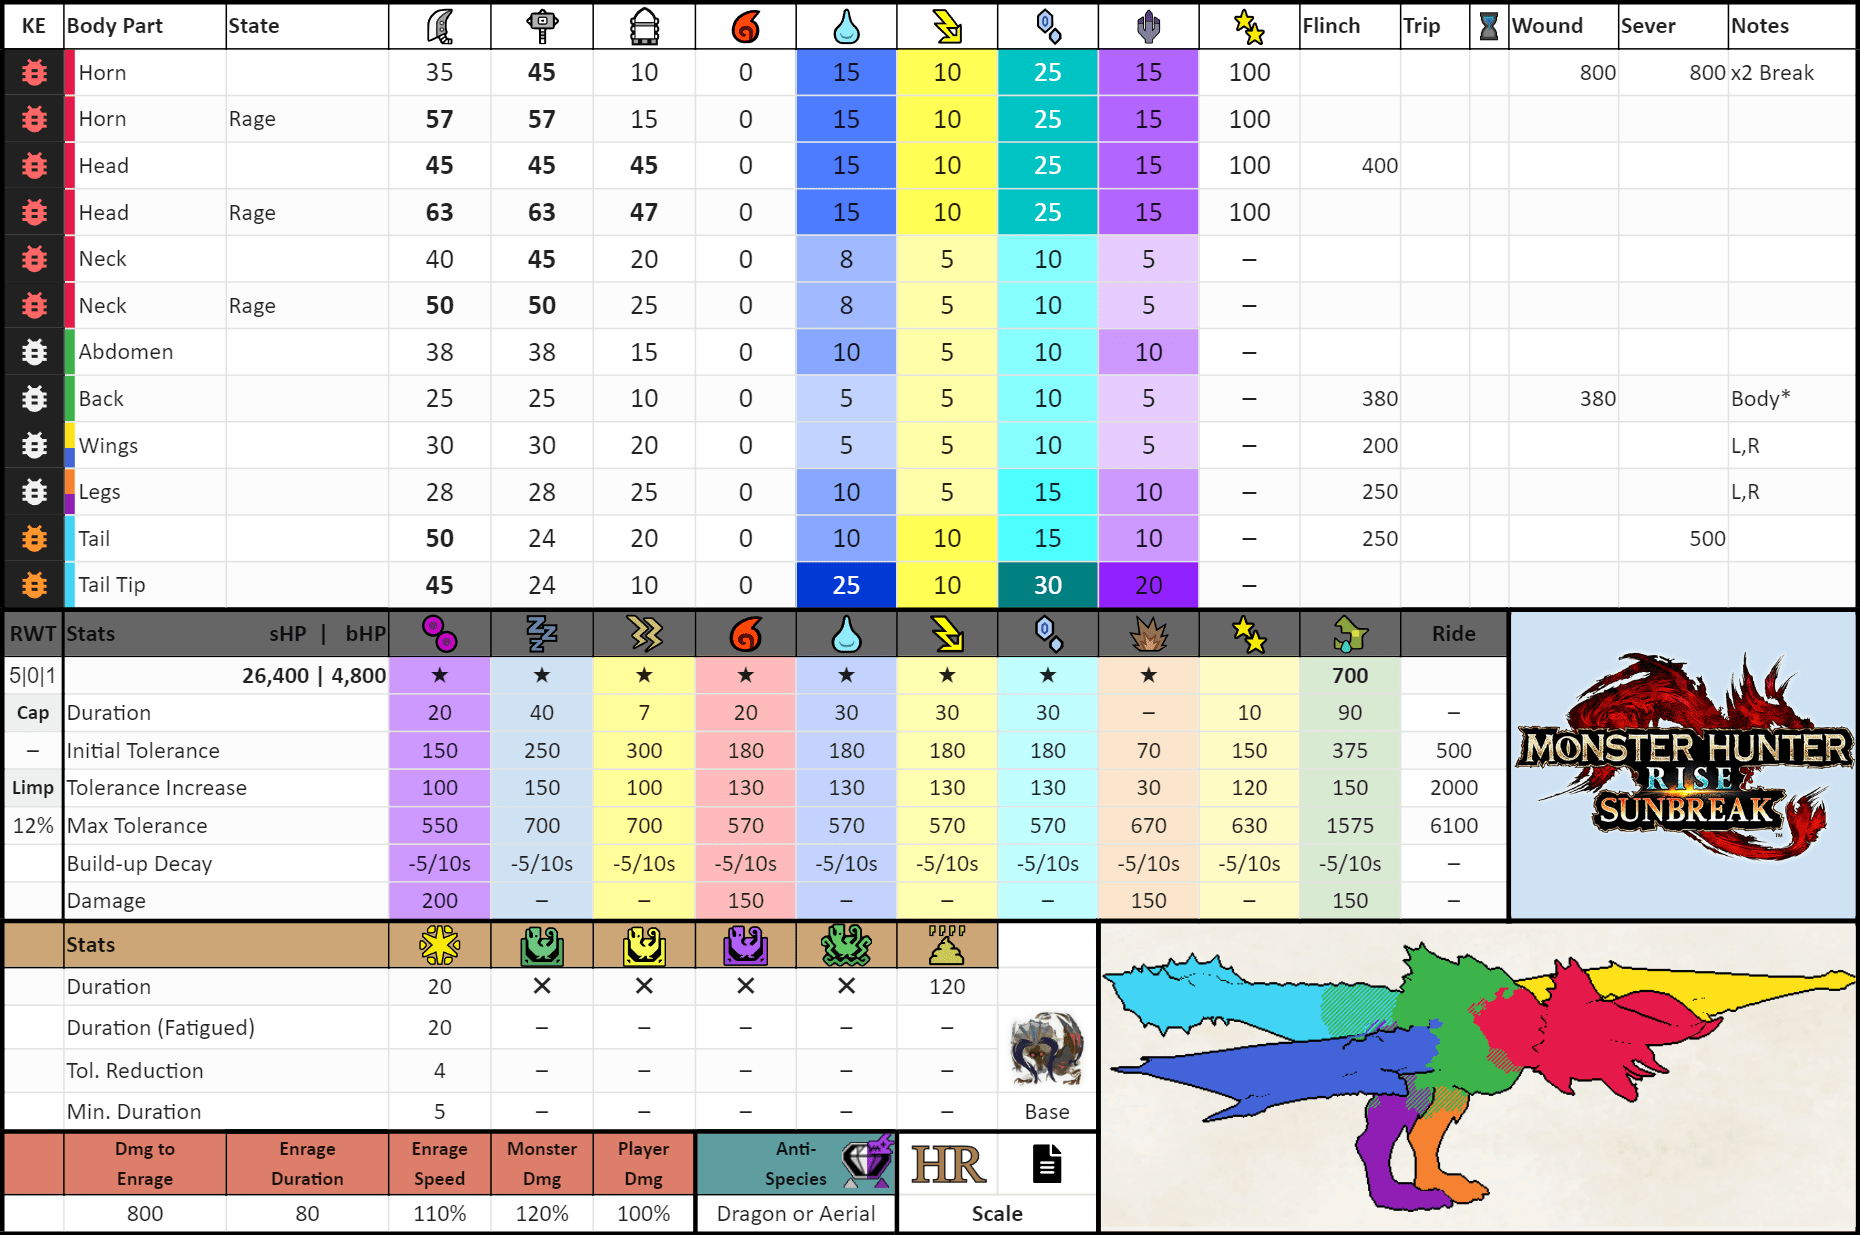 KE Body Part State Flinch Trip Wound Sever Notes
Horn 35 45 10 0 15 10 25 15 100 800 800 x2 Break
Horn Rage 57 57 15 0 15 10 25 15 100
Head 45 45 45 0 15 10 25 15 100 400
Head Rage 63 63 47 0 15 10 25 15 100
Neck 40 45 20 0 8 5 10 5 –
Neck Rage 50 50 25 0 8 5 10 5 –
Abdomen 38 38 15 0 10 5 10 10 –
Back 25 25 10 0 5 5 10 5 – 380 380 Body*
Wings 30 30 20 0 5 5 10 5 – 200 L,R
Legs 28 28 25 0 10 5 15 10 – 250 L,R
Tail 50 24 20 0 10 10 15 10 – 250 500
Tail Tip 45 24 10 0 25 10 30 20 –
RWT Stats sHP | bHP Ride
5|0|1 26,400 | 4,800 ★ ★ ★ ★ ★ ★ ★ ★ 700
Cap Duration 20 40 7 20 30 30 30 – 10 90 –
– Initial Tolerance 150 250 300 180 180 180 180 70 150 375 500
Limp Tolerance Increase 100 150 100 130 130 130 130 30 120 150 2000
12% Max Tolerance 550 700 700 570 570 570 570 670 630 1575 6100
Build-up Decay -5/10s -5/10s -5/10s -5/10s -5/10s -5/10s -5/10s -5/10s -5/10s -5/10s –
Damage 200 – – 150 – – – 150 – 150 –
MONSTER HUNTER
RISE
SUNBREAK™
Stats
Duration 20 ✕ ✕ ✕ ✕ 120
Duration (Fatigued) 20 – – – – –
Tol. Reduction 4 – – – – –
Min. Duration 5 – – – – – Base
Dmg to Enrage Enrage Monster Player Anti-
Enrage Duration Speed Dmg Dmg Species HR
800 80 110% 120% 100% Dragon or Aerial Scale